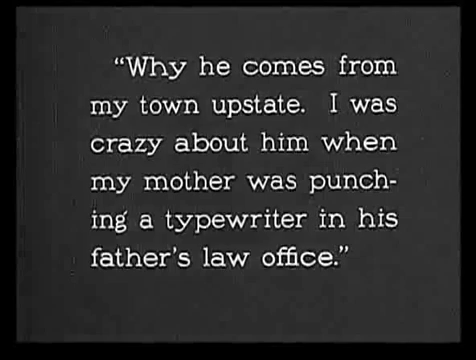 “Why he comes from
my town upstate. I was
crazy about him when
my mother was punch-
ing a typewriter in his
father’s law office.”